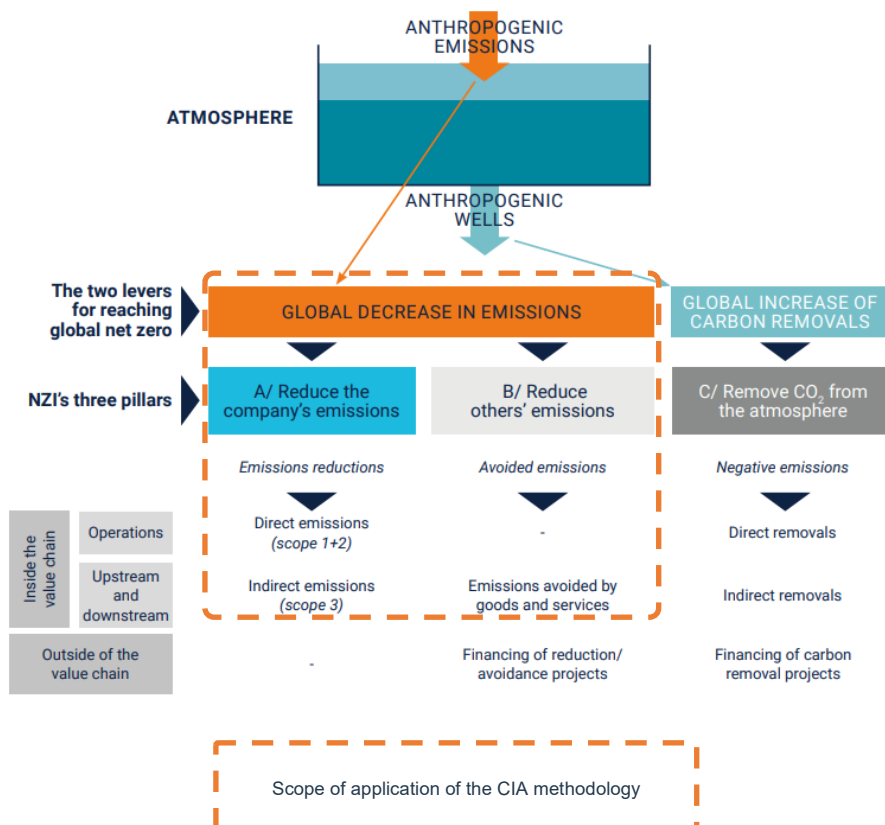 ANTHROPOGENIC
EMISSIONS
ATMOSPHERE
ANTHROPOGENIC
WELLS
The two levers
for reaching
global net zero
GLOBAL DECREASE IN EMISSIONS
GLOBAL INCREASE OF
CARBON REMOVALS
NZI's three pillars
A/ Reduce the
company's emissions
B/ Reduce
others' emissions
C/ Remove CO₂ from
the atmosphere
Emissions reductions
Avoided emissions
Negative emissions
Inside the
value chain
Operations
Direct emissions
(scope 1+2)
-
Direct removals
Upstream
and
downstream
Indirect emissions
(scope 3)
Emissions avoided by
goods and services
Indirect removals
Outside of the
value chain
-
Financing of reduction/
avoidance projects
Financing of carbon
removal projects
Scope of application of the CIA methodology